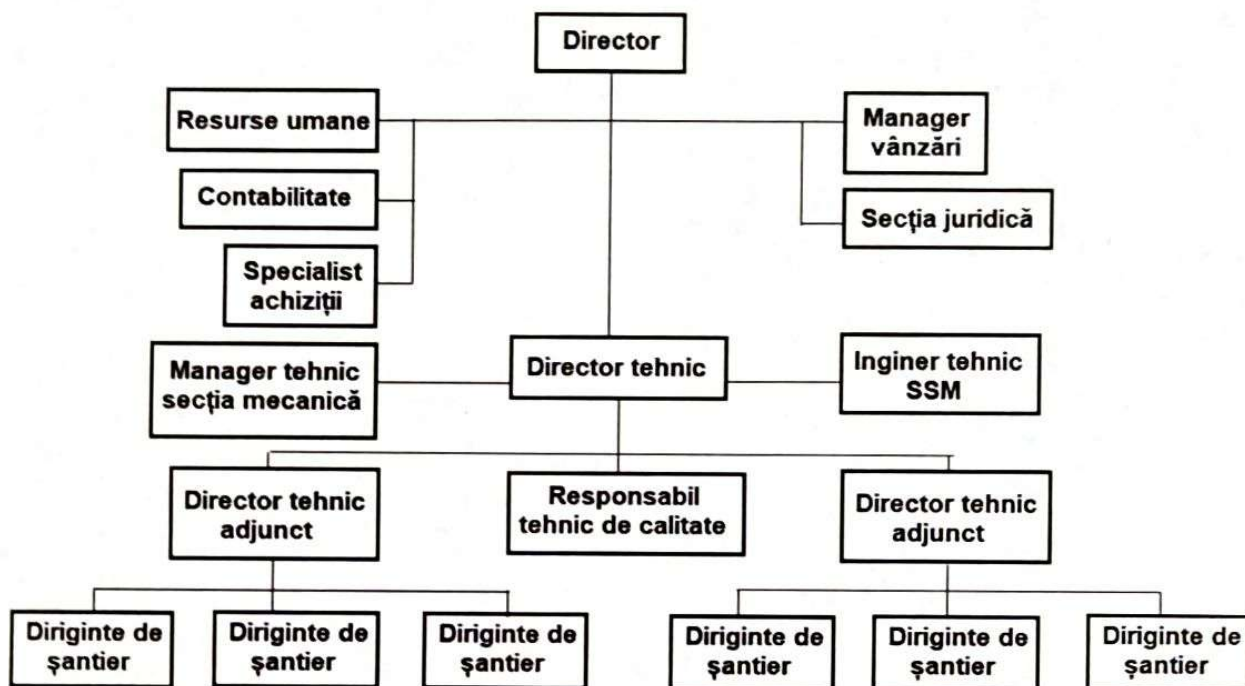 Director
Resurse umane
Manager
vânzări
Contabilitate
Secția juridică
Specialist
achiziții
Manager tehnic
secția mecanică
Director tehnic
Inginer tehnic
SSM
Director tehnic
adjunct
Responsabil
tehnic de calitate
Director tehnic
adjunct
Diriginte de
șantier
Diriginte de
șantier
Diriginte de
șantier
Diriginte de
șantier
Diriginte de
șantier
Diriginte de
șantier